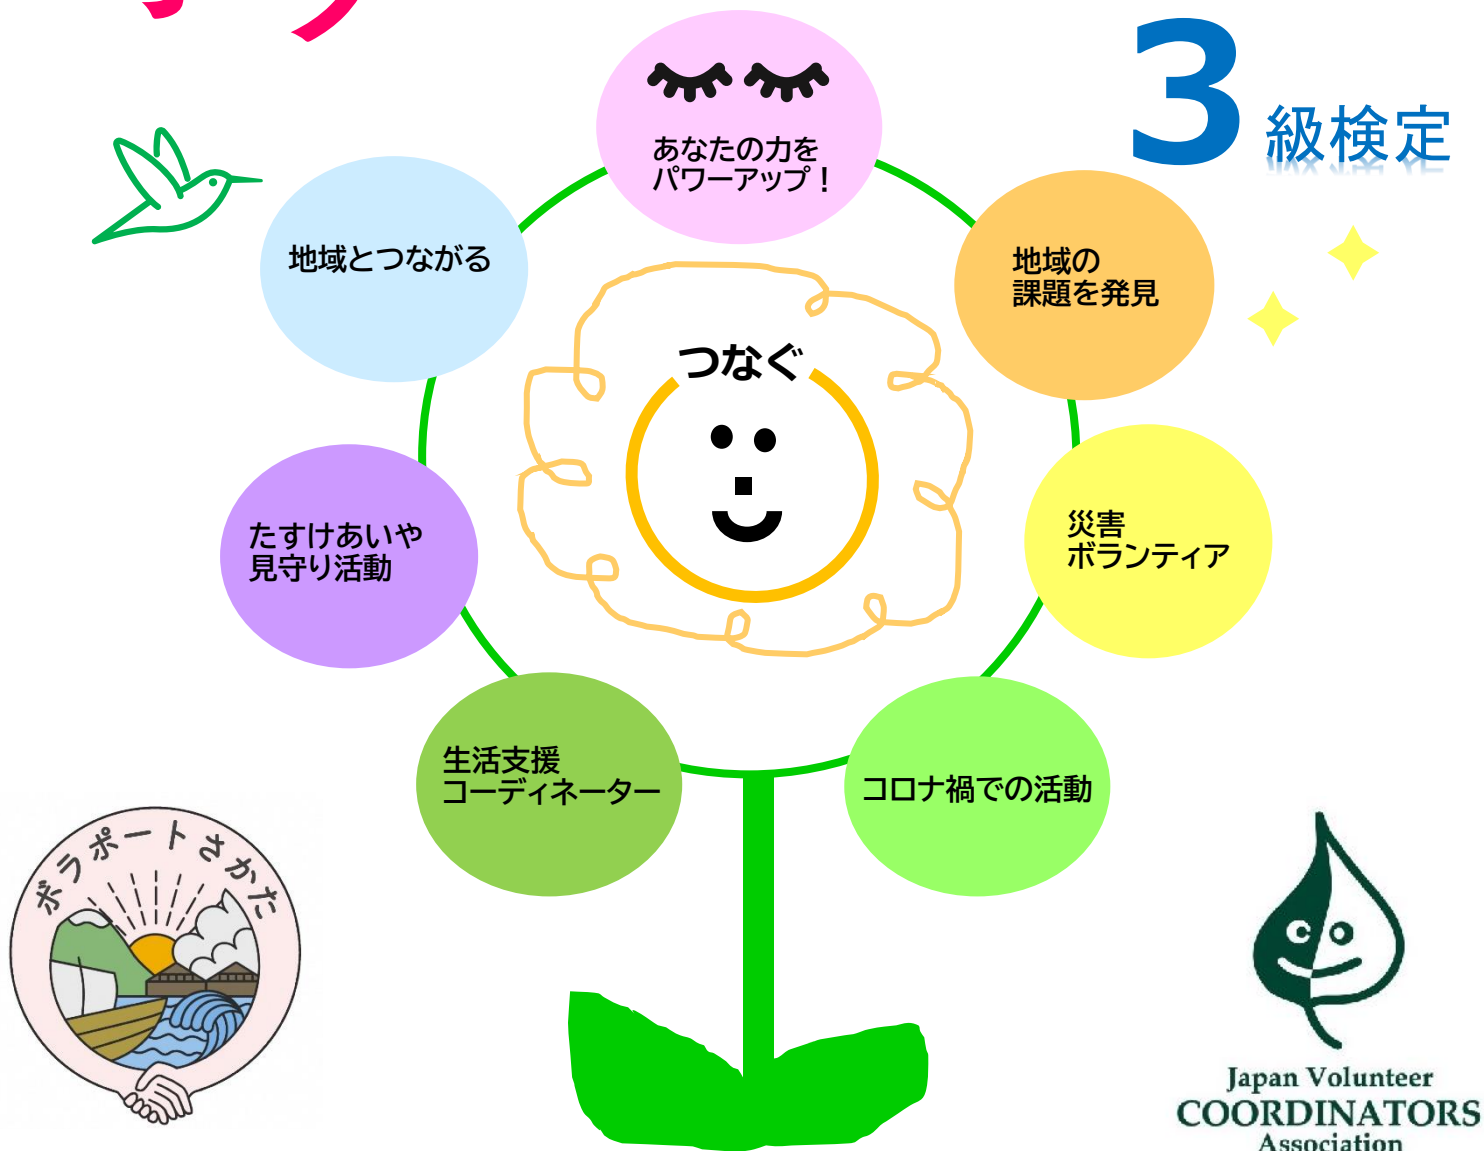 3級検定
あなたの力を
パワーアップ！
地域とつながる
地域の
課題を発見
つなぐ
たすけあいや
見守り活動
災害
ボランティア
生活支援
コーディネーター
コロナ禍での活動
ボラポートさかた
Japan Volunteer
COORDINATORS
Association